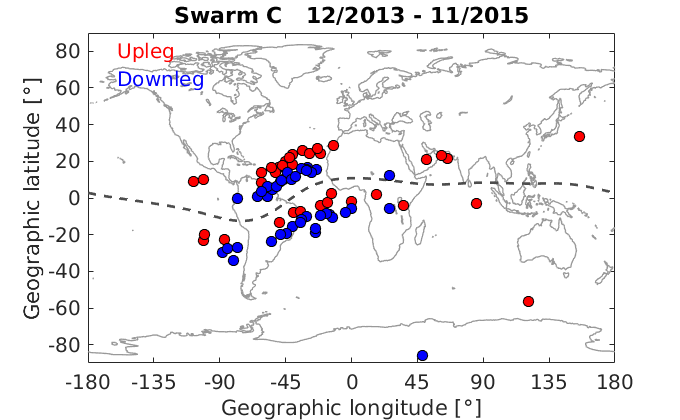 Swarm C 12/2013 - 11/2015
Upleg
Downleg
Geographic latitude [°]
80
60
40
20
0
-20
-40
-60
-80
-180 -135 -90 -45 0 45 90 135 180
Geographic longitude [°]